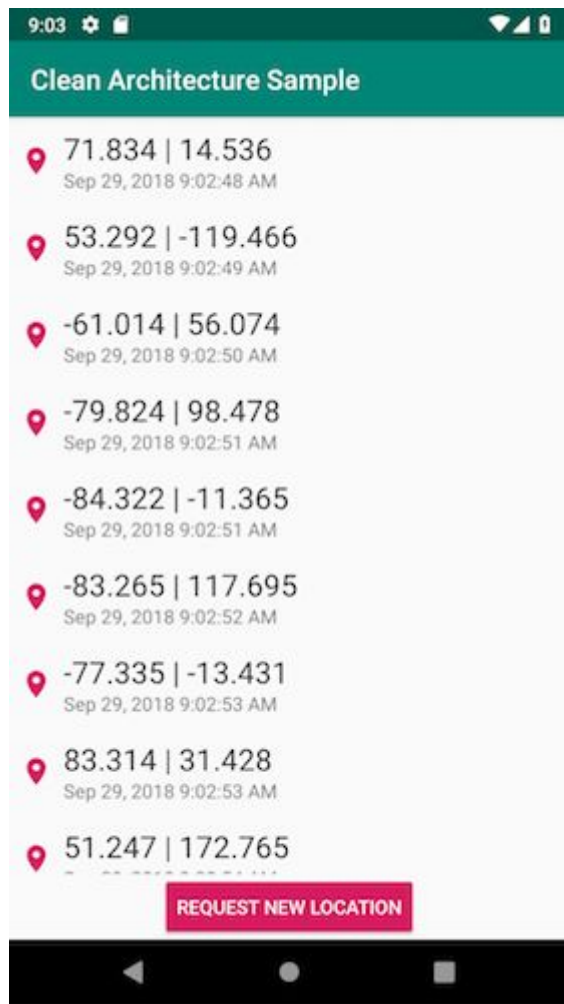 9:03
Clean Architecture Sample
71.834 | 14.536
Sep 29, 2018 9:02:48 AM
53.292 | -119.466
Sep 29, 2018 9:02:49 AM
-61.014 | 56.074
Sep 29, 2018 9:02:50 AM
-79.824 | 98.478
Sep 29, 2018 9:02:51 AM
-84.322 | -11.365
Sep 29, 2018 9:02:51 AM
-83.265 | 117.695
Sep 29, 2018 9:02:52 AM
-77.335 | -13.431
Sep 29, 2018 9:02:53 AM
83.314 | 31.428
Sep 29, 2018 9:02:53 AM
51.247 | 172.765
REQUEST NEW LOCATION